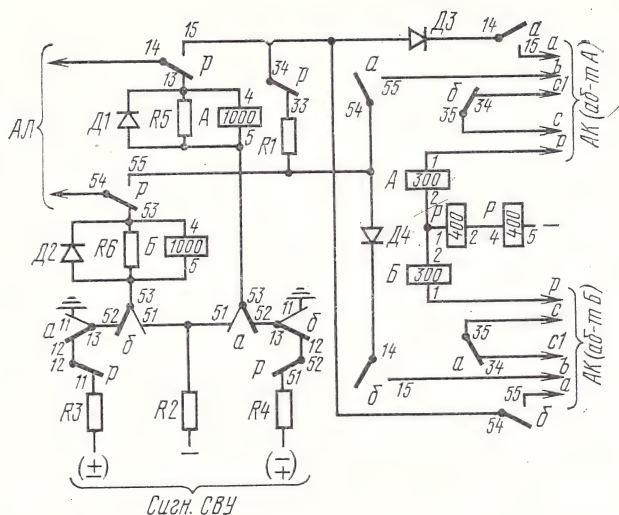 15 Д3 14 a
14 P 34 a 15 a
13 P 55 b
4 33 б c1
Д1 R5 A 1000 54 35 34 c
АЛ 5 R1 1 p
55 A 300 АК (аб-т А)
54 P 2 P P
53 Д4 1 400 2 4 400 5 –
4 2
Д2 R6 Б 1000 Б 300
5 1 p
53 53 11 c
a 11 52 51 51 52 б 35
12 13 б a 13 12 14 a 34 c1
12 P P 52 б 15 b
11 51 55 a
R3 R2 R4 54 б
(±) – (∓) АК (аб-т Б)
Сигн. СВУ